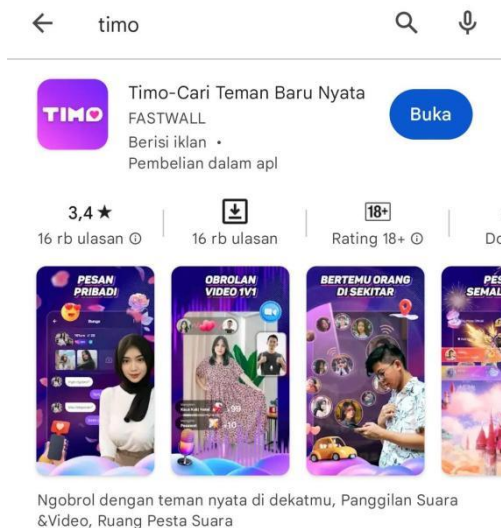 timo
Timo-Cari Teman Baru Nyata
TIMO
FASTWALL
Buka
Berisi iklan •
Pembelian dalam apl
3,4 ★
18+
16 rb ulasan
16 rb ulasan
Rating 18+
PESAN
PRIBADI
OBROLAN
VIDEO 1V1
BERTEMU ORANG
DI SEKITAR
+99
+10
Ngobrol dengan teman nyata di dekatmu, Panggilan Suara
&Video, Ruang Pesta Suara